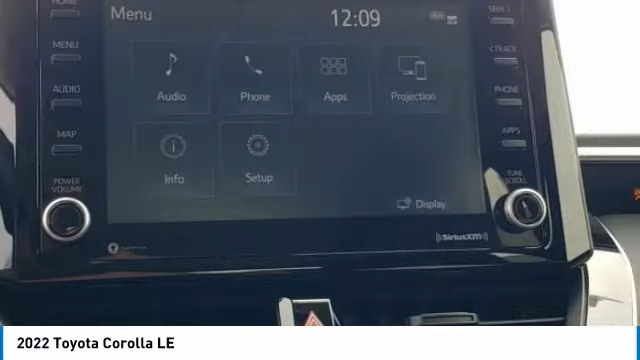 HOME
Menu
12:09
SEEK >
MENU
< TRACK
AUDIO
Audio
Phone
Apps
Projection
PHONE
MAP
APPS
Info
Setup
POWER
VOLUME
TUNE
SCROLL
Display
SiriusXM
2022 Toyota Corolla LE